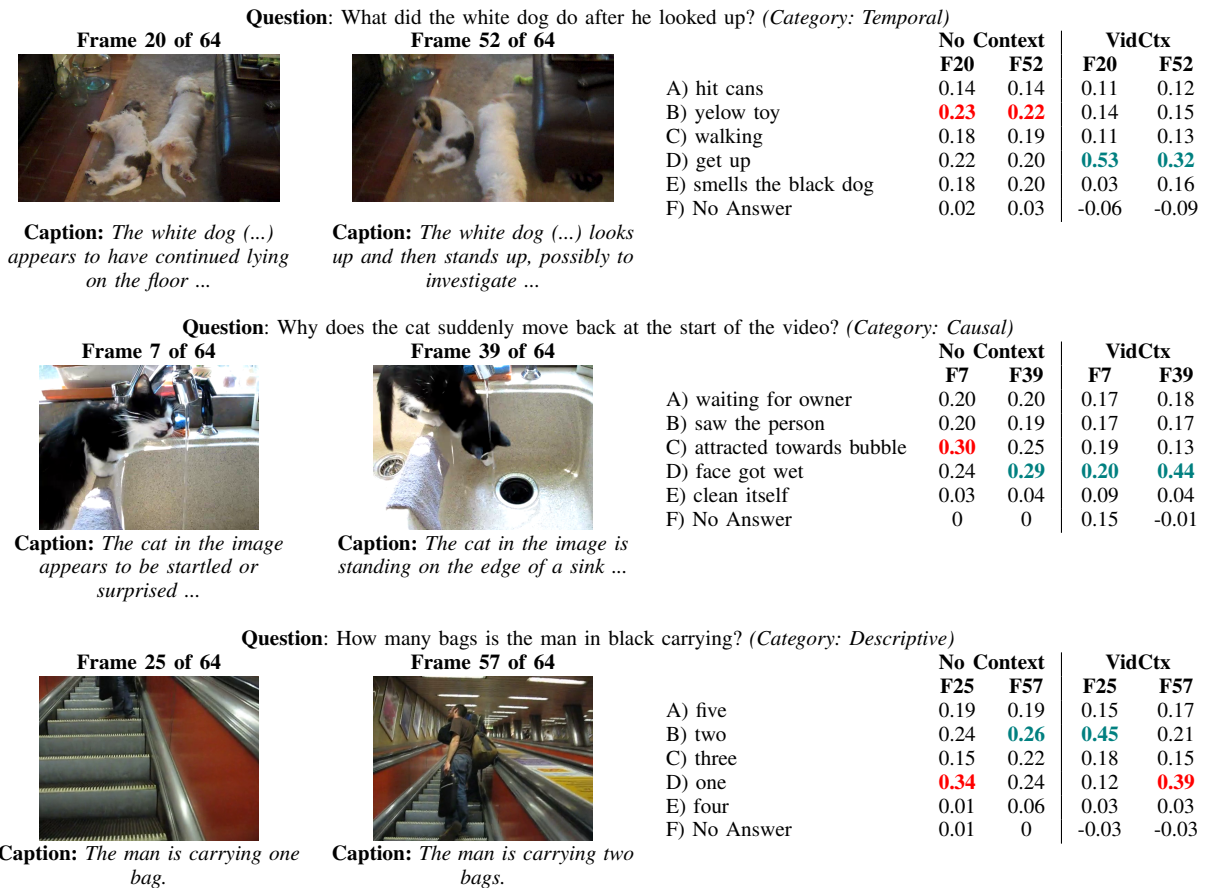 Question: What did the white dog do after he looked up? (Category: Temporal)
Frame 20 of 64 Frame 52 of 64 No Context VidCtx
F20 F52 F20 F52
A) hit cans 0.14 0.14 0.11 0.12
B) yelow toy 0.23 0.22 0.14 0.15
C) walking 0.18 0.19 0.11 0.13
D) get up 0.22 0.20 0.53 0.32
E) smells the black dog 0.18 0.20 0.03 0.16
F) No Answer 0.02 0.03 -0.06 -0.09
Caption: The white dog (...)
appears to have continued lying
on the floor ...
Caption: The white dog (...) looks
up and then stands up, possibly to
investigate ...
Question: Why does the cat suddenly move back at the start of the video? (Category: Causal)
Frame 7 of 64 Frame 39 of 64 No Context VidCtx
F7 F39 F7 F39
A) waiting for owner 0.20 0.20 0.17 0.18
B) saw the person 0.20 0.19 0.17 0.17
C) attracted towards bubble 0.30 0.25 0.19 0.13
D) face got wet 0.24 0.29 0.20 0.44
E) clean itself 0.03 0.04 0.09 0.04
F) No Answer 0 0 0.15 -0.01
Caption: The cat in the image
appears to be startled or
surprised ...
Caption: The cat in the image is
standing on the edge of a sink ...
Question: How many bags is the man in black carrying? (Category: Descriptive)
Frame 25 of 64 Frame 57 of 64 No Context VidCtx
F25 F57 F25 F57
A) five 0.19 0.19 0.15 0.17
B) two 0.24 0.26 0.45 0.21
C) three 0.15 0.22 0.18 0.15
D) one 0.34 0.24 0.12 0.39
E) four 0.01 0.06 0.03 0.03
F) No Answer 0.01 0 -0.03 -0.03
Caption: The man is carrying one
bag.
Caption: The man is carrying two
bags.